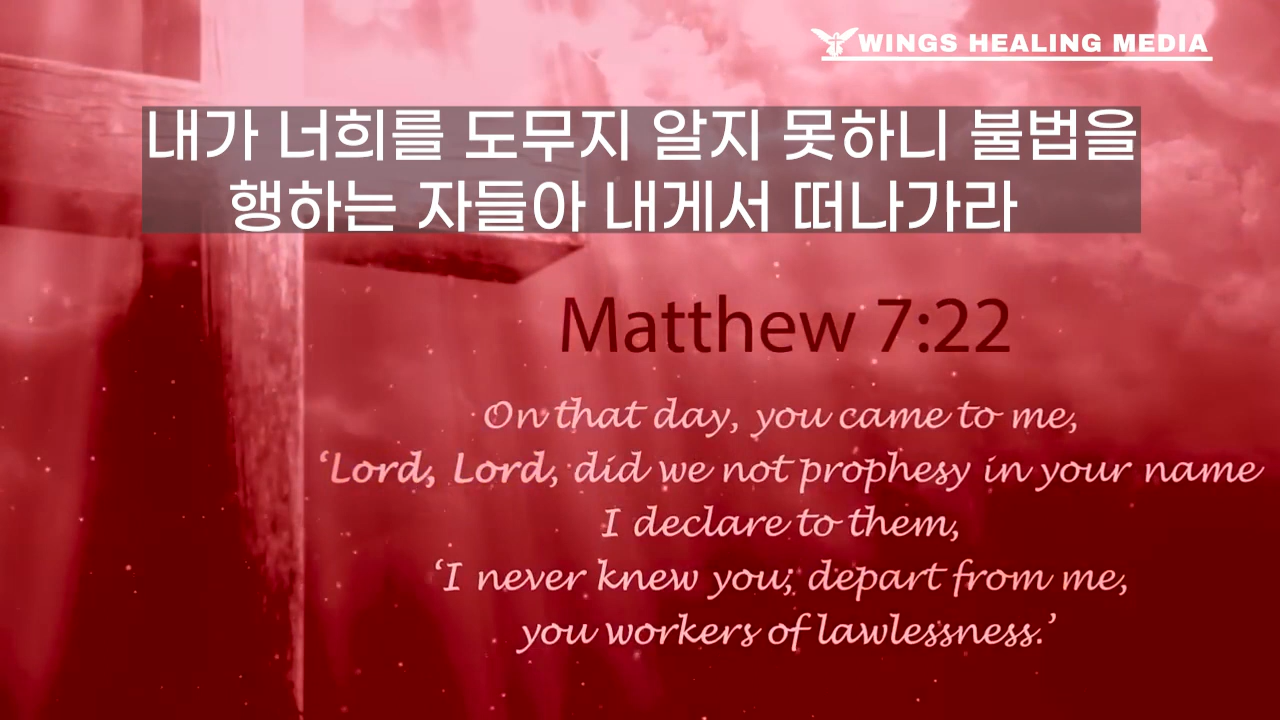 WINGS HEALING MEDIA
내가 너희를 도무지 알지 못하니 불법을
행하는 자들아 내게서 떠나가라
Matthew 7:22
On that day, you came to me,
‘Lord, Lord, did we not prophesy in your name
I declare to them,
‘I never knew you; depart from me,
you workers of lawlessness.’